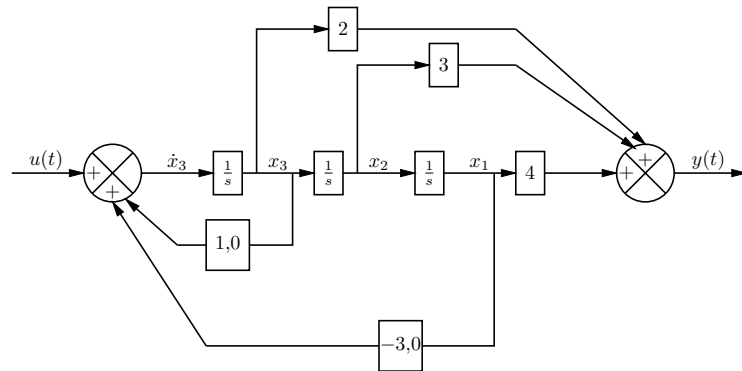 2
3
u(t)
+
+
ẋ₃
1/s
x₃
1/s
x₂
1/s
x₁
4
+
+
y(t)
1,0
−3,0